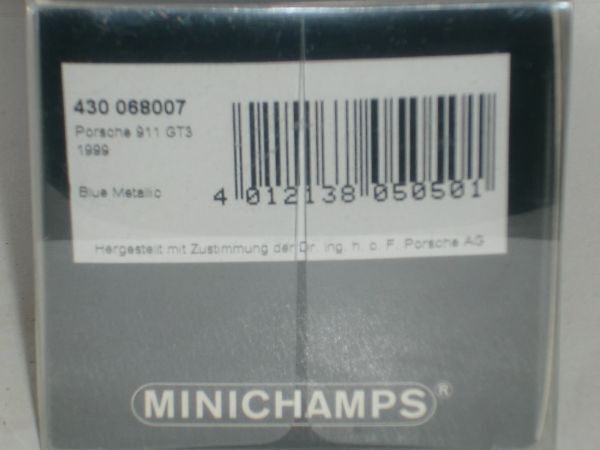 430 068007
Porsche 911 GT3
1999
Blue Metallic
4 012138 050501
Hergestellt mit Zustimmung der Dr. Ing. h. c. F. Porsche AG
MINICHAMPS®